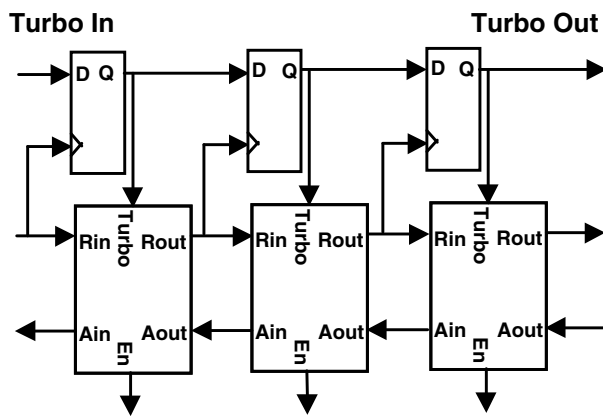 Turbo In Turbo Out
D Q D Q D Q
Turbo Turbo Turbo
Rin Rout Rin Rout Rin Rout
Ain Aout Ain Aout Ain Aout
En En En